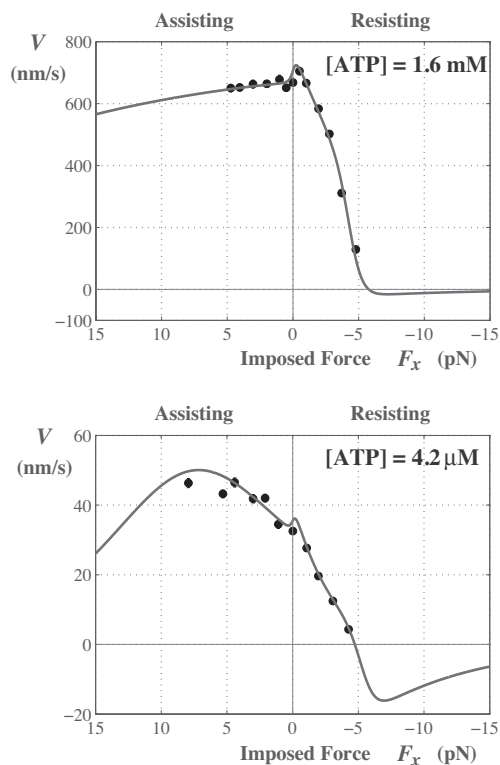 Assisting Resisting
V
(nm/s)
[ATP] = 1.6 mM
800
600
400
200
0
−100
15 10 5 0 −5 −10 −15
Imposed Force Fx (pN)
Assisting Resisting
V
(nm/s)
[ATP] = 4.2 μM
60
40
20
0
−20
15 10 5 0 −5 −10 −15
Imposed Force Fx (pN)